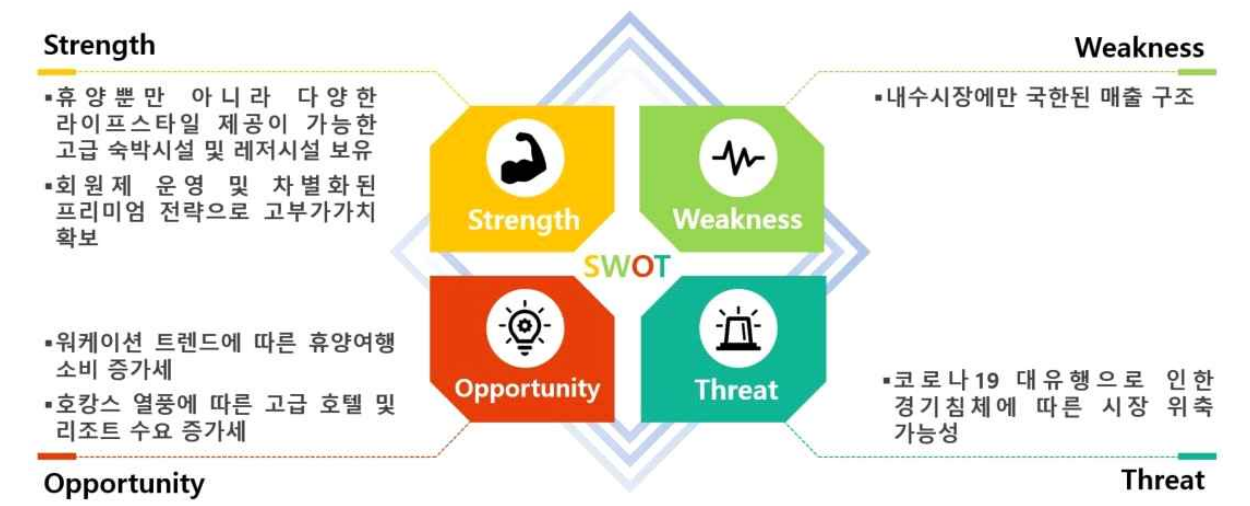 Strength
▪휴양뿐만 아니라 다양한
라이프스타일 제공이 가능한
고급 숙박시설 및 레저시설 보유
▪회원제 운영 및 차별화된
프리미엄 전략으로 고부가가치
확보
Weakness
▪내수시장에만 국한된 매출 구조
Strength
Weakness
SWOT
Opportunity
Threat
▪워케이션 트렌드에 따른 휴양여행
소비 증가세
▪호캉스 열풍에 따른 고급 호텔 및
리조트 수요 증가세
Opportunity
▪코로나19 대유행으로 인한
경기침체에 따른 시장 위축
가능성
Threat